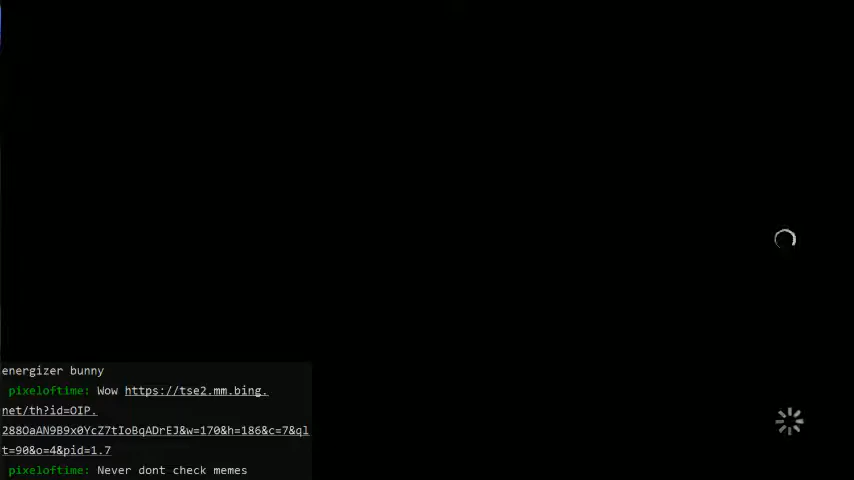 energizer bunny
pixeloftime: Wow https://tse2.mm.bing.
net/th?id=OIP.
288OaAN9B9x0YcZ7tIoBqADrEJ&w=170&h=186&c=7&ql
t=90&o=4&pid=1.7
pixeloftime: Never dont check memes